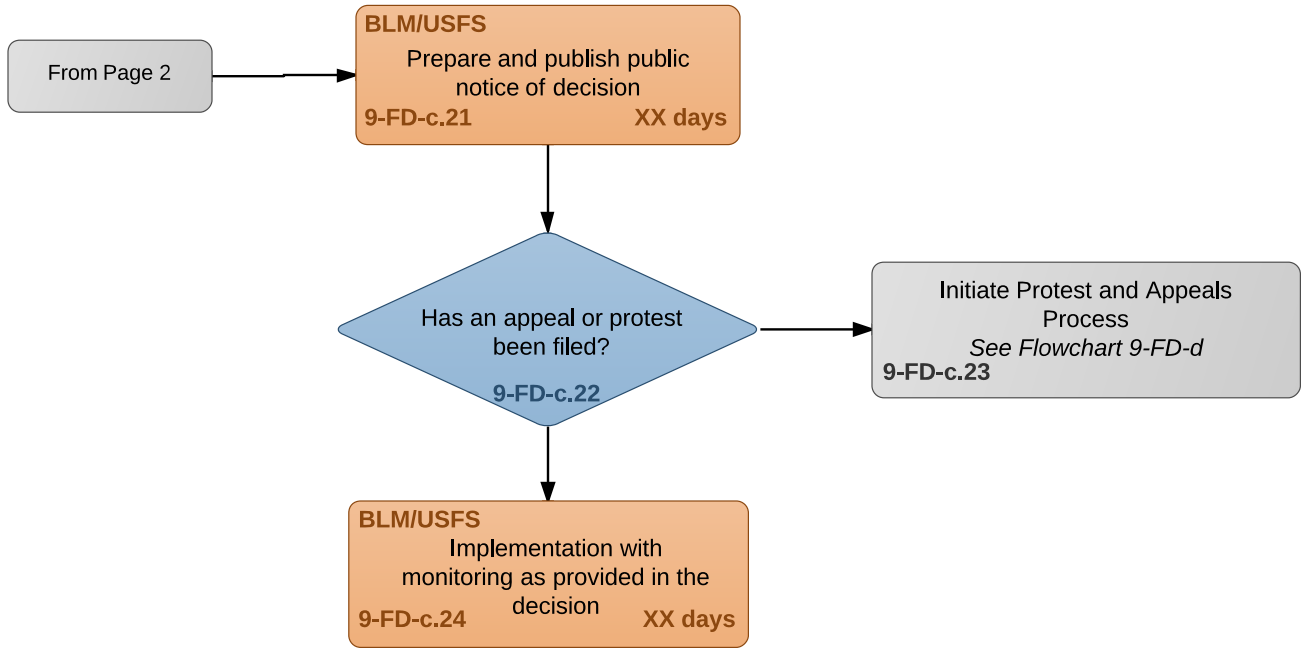 From Page 2
BLM/USFS
Prepare and publish public
notice of decision
9-FD-c.21
XX days
Has an appeal or protest
been filed?
9-FD-c.22
Initiate Protest and Appeals
Process
See Flowchart 9-FD-d
9-FD-c.23
BLM/USFS
Implementation with
monitoring as provided in the
decision
9-FD-c.24
XX days